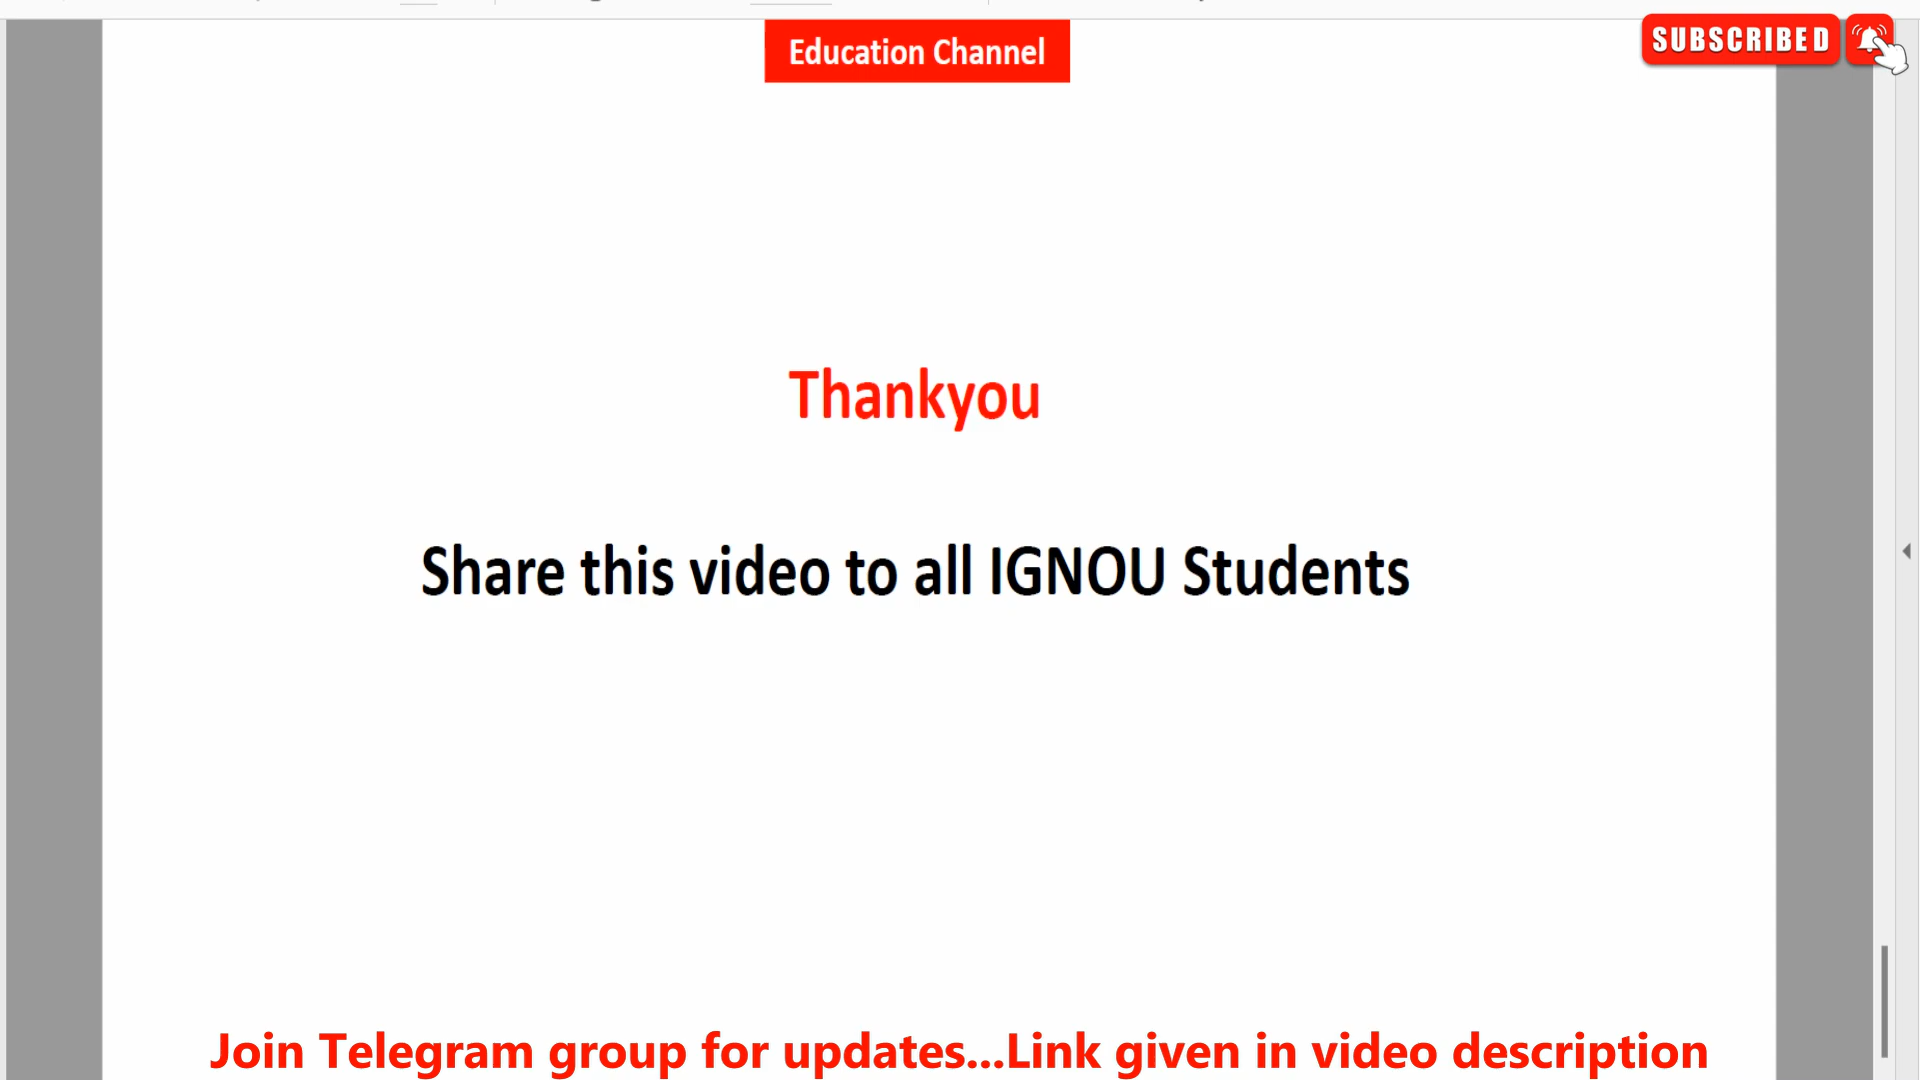 Education Channel
SUBSCRIBED
Thankyou
Share this video to all IGNOU Students
Join Telegram group for updates...Link given in video description